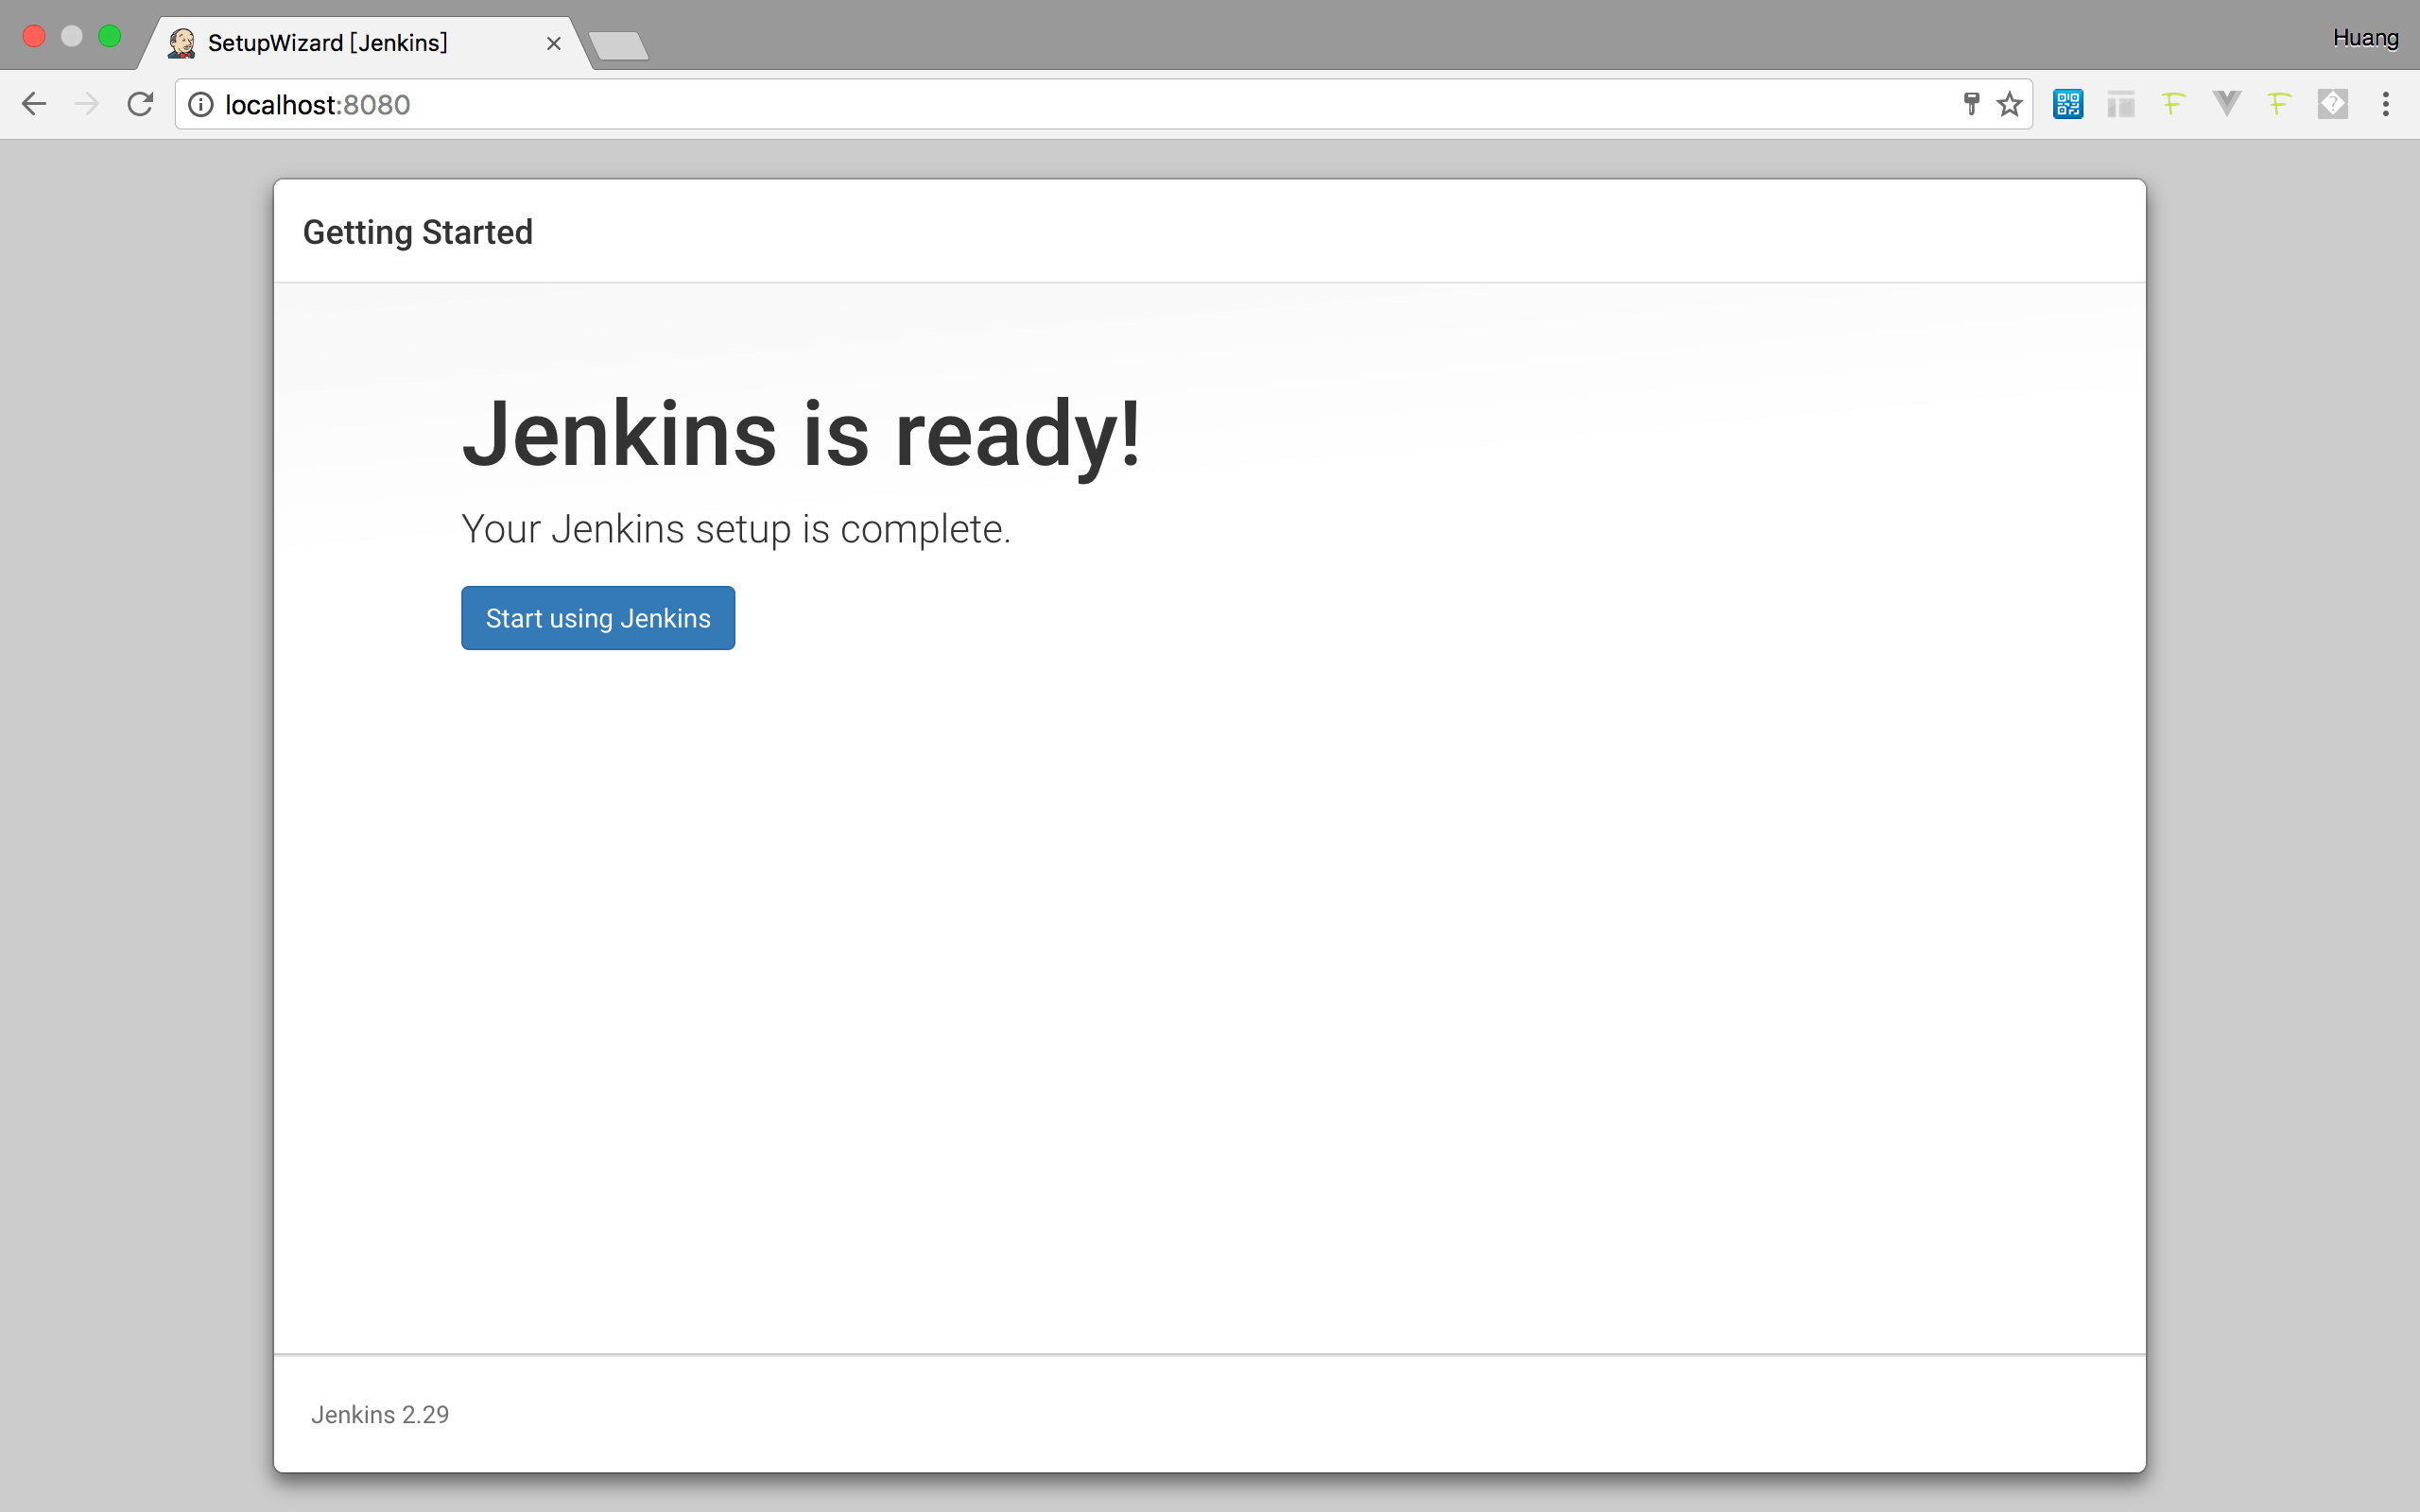 SetupWizard [Jenkins]
Huang
localhost:8080
Getting Started
Jenkins is ready!
Your Jenkins setup is complete.
Start using Jenkins
Jenkins 2.29